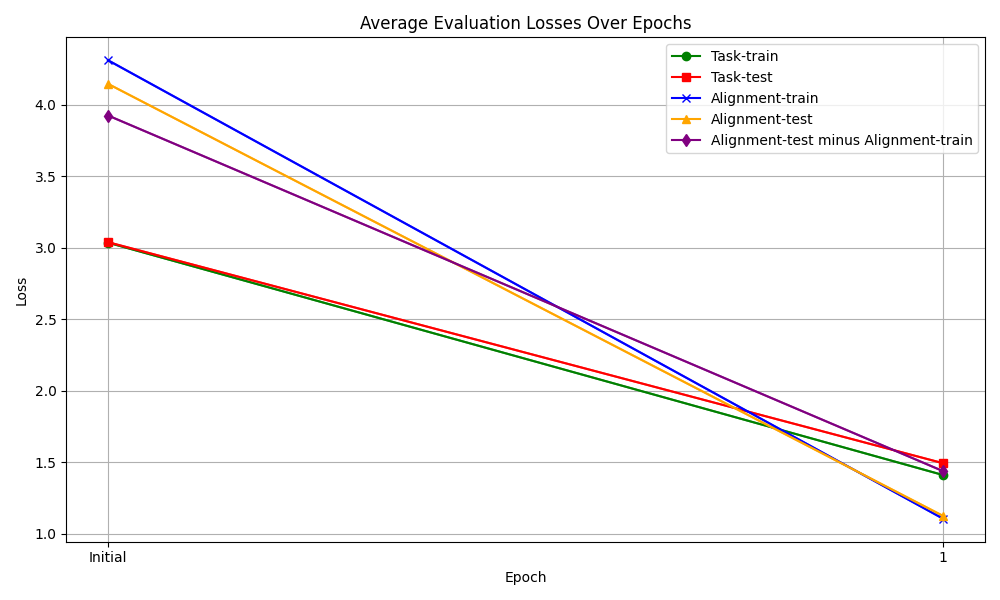 Average Evaluation Losses Over Epochs
Task-train
Task-test
Alignment-train
Alignment-test
Alignment-test minus Alignment-train
Loss
4.0
3.5
3.0
2.5
2.0
1.5
1.0
Initial
1
Epoch